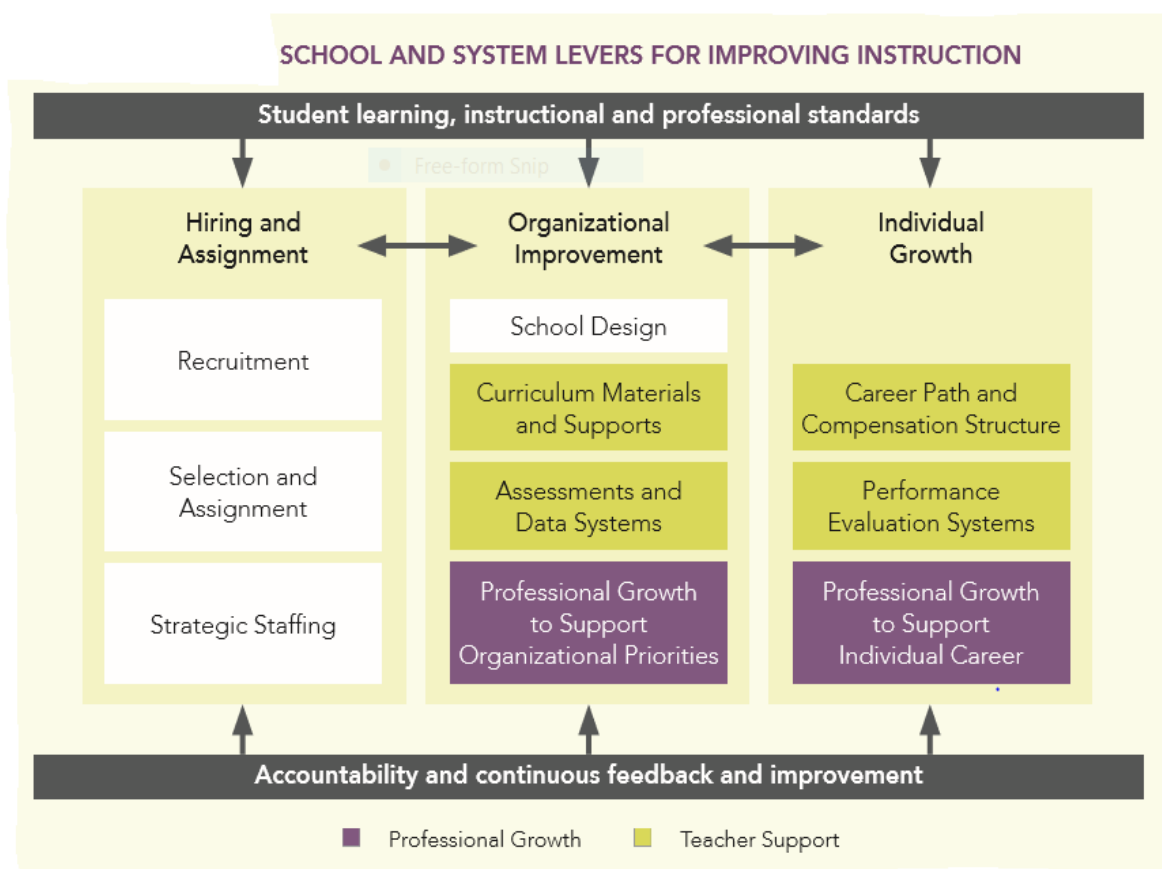 SCHOOL AND SYSTEM LEVERS FOR IMPROVING INSTRUCTION
Student learning, instructional and professional standards
Free-form Snip
Hiring and
Assignment
Recruitment
Selection and
Assignment
Strategic Staffing
Organizational
Improvement
School Design
Curriculum Materials
and Supports
Assessments and
Data Systems
Professional Growth
to Support
Organizational Priorities
Individual
Growth
Career Path and
Compensation Structure
Performance
Evaluation Systems
Professional Growth
to Support
Individual Career
Accountability and continuous feedback and improvement
Professional Growth
Teacher Support